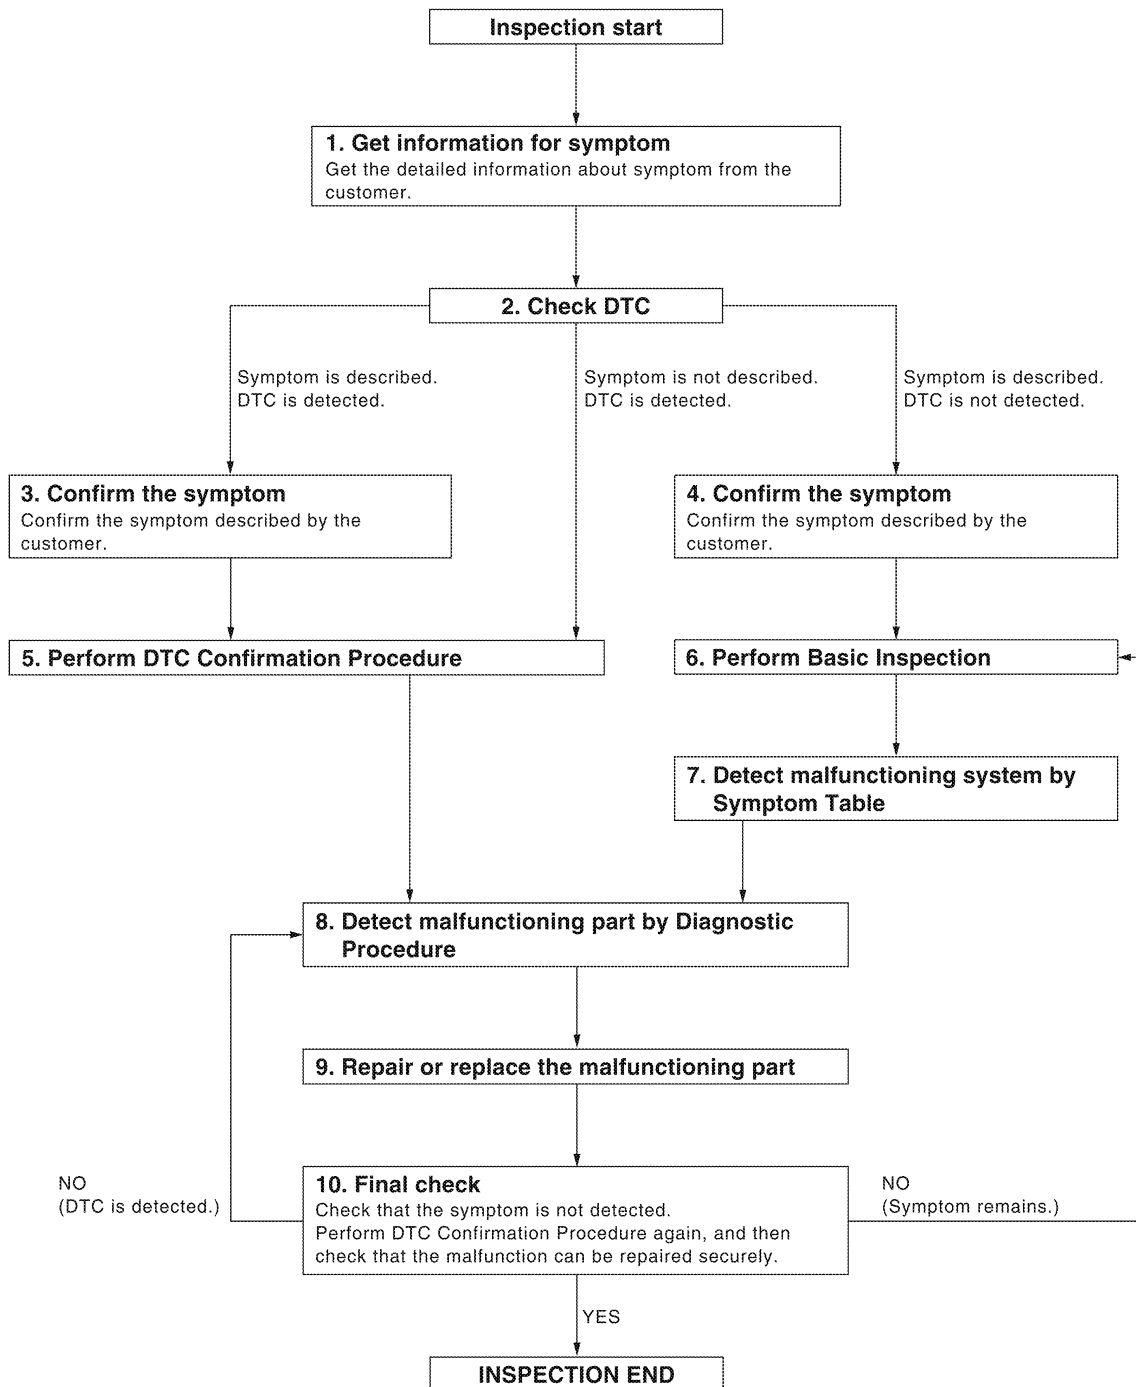 Inspection start
1. Get information for symptom
Get the detailed information about symptom from the
customer.
2. Check DTC
Symptom is described.
DTC is detected.
Symptom is not described.
DTC is detected.
Symptom is described.
DTC is not detected.
3. Confirm the symptom
Confirm the symptom described by the
customer.
4. Confirm the symptom
Confirm the symptom described by the
customer.
5. Perform DTC Confirmation Procedure
6. Perform Basic Inspection
7. Detect malfunctioning system by
Symptom Table
8. Detect malfunctioning part by Diagnostic
Procedure
9. Repair or replace the malfunctioning part
NO
(DTC is detected.)
10. Final check
Check that the symptom is not detected.
Perform DTC Confirmation Procedure again, and then
check that the malfunction can be repaired securely.
NO
(Symptom remains.)
YES
INSPECTION END